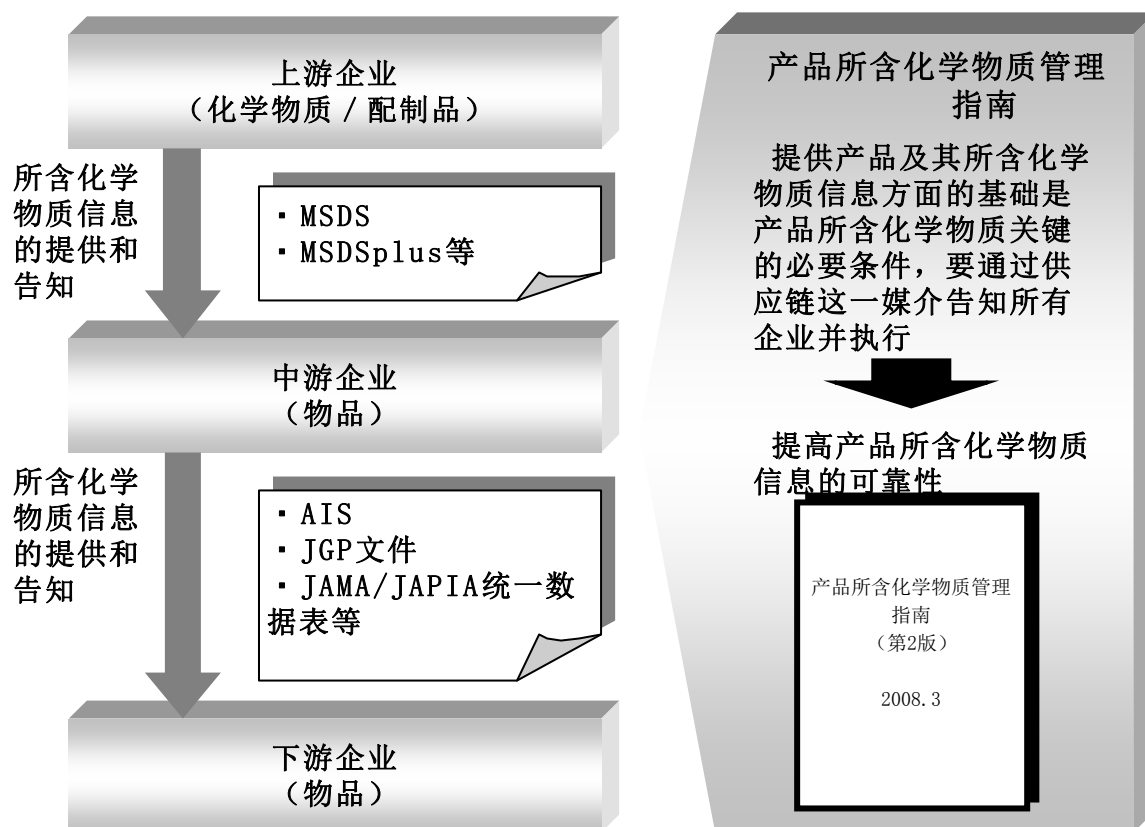 上游企业
（化学物质 / 配制品）
所含化学
物质信息
的提供和
告知
▪ MSDS
▪ MSDSplus等
中游企业
（物品）
所含化学
物质信息
的提供和
告知
▪ AIS
▪ JGP文件
▪ JAMA/JAPIA统一数
据表等
下游企业
（物品）
产品所含化学物质管理
指南
提供产品及其所含化学
物质信息方面的基础是
产品所含化学物质关键
的必要条件，要通过供
应链这一媒介告知所有
企业并执行
提高产品所含化学物质
信息的可靠性
产品所含化学物质管理
指南
（第2版）
2008.3